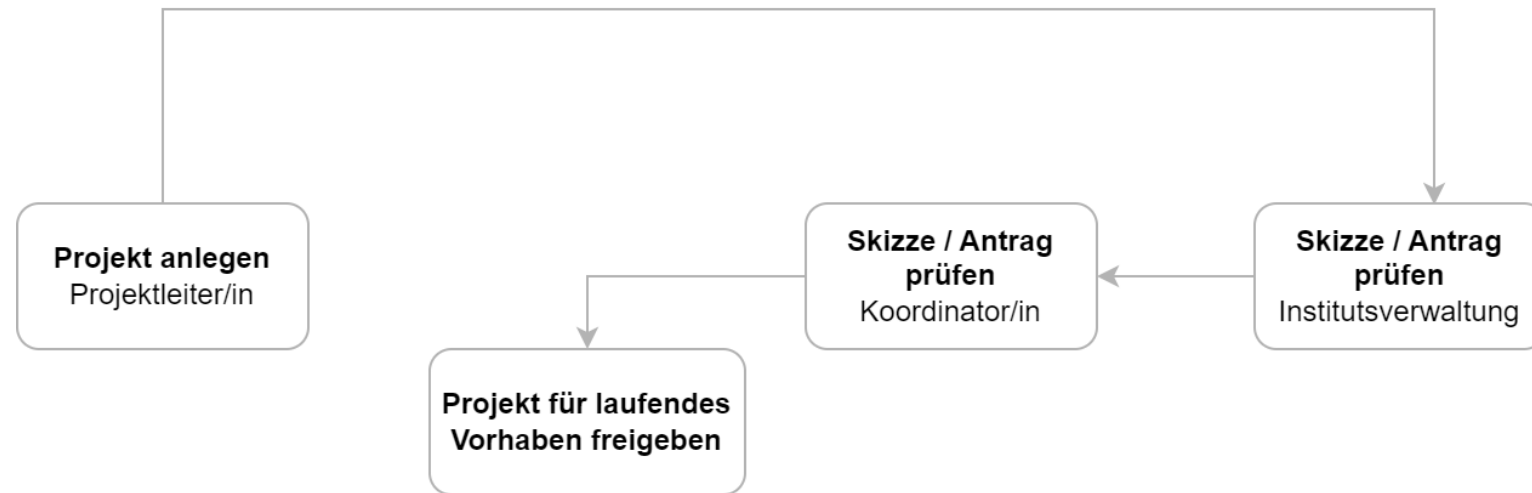 Projekt anlegen
Projektleiter/in
Skizze / Antrag
prüfen
Koordinator/in
Skizze / Antrag
prüfen
Institutsverwaltung
Projekt für laufendes
Vorhaben freigeben